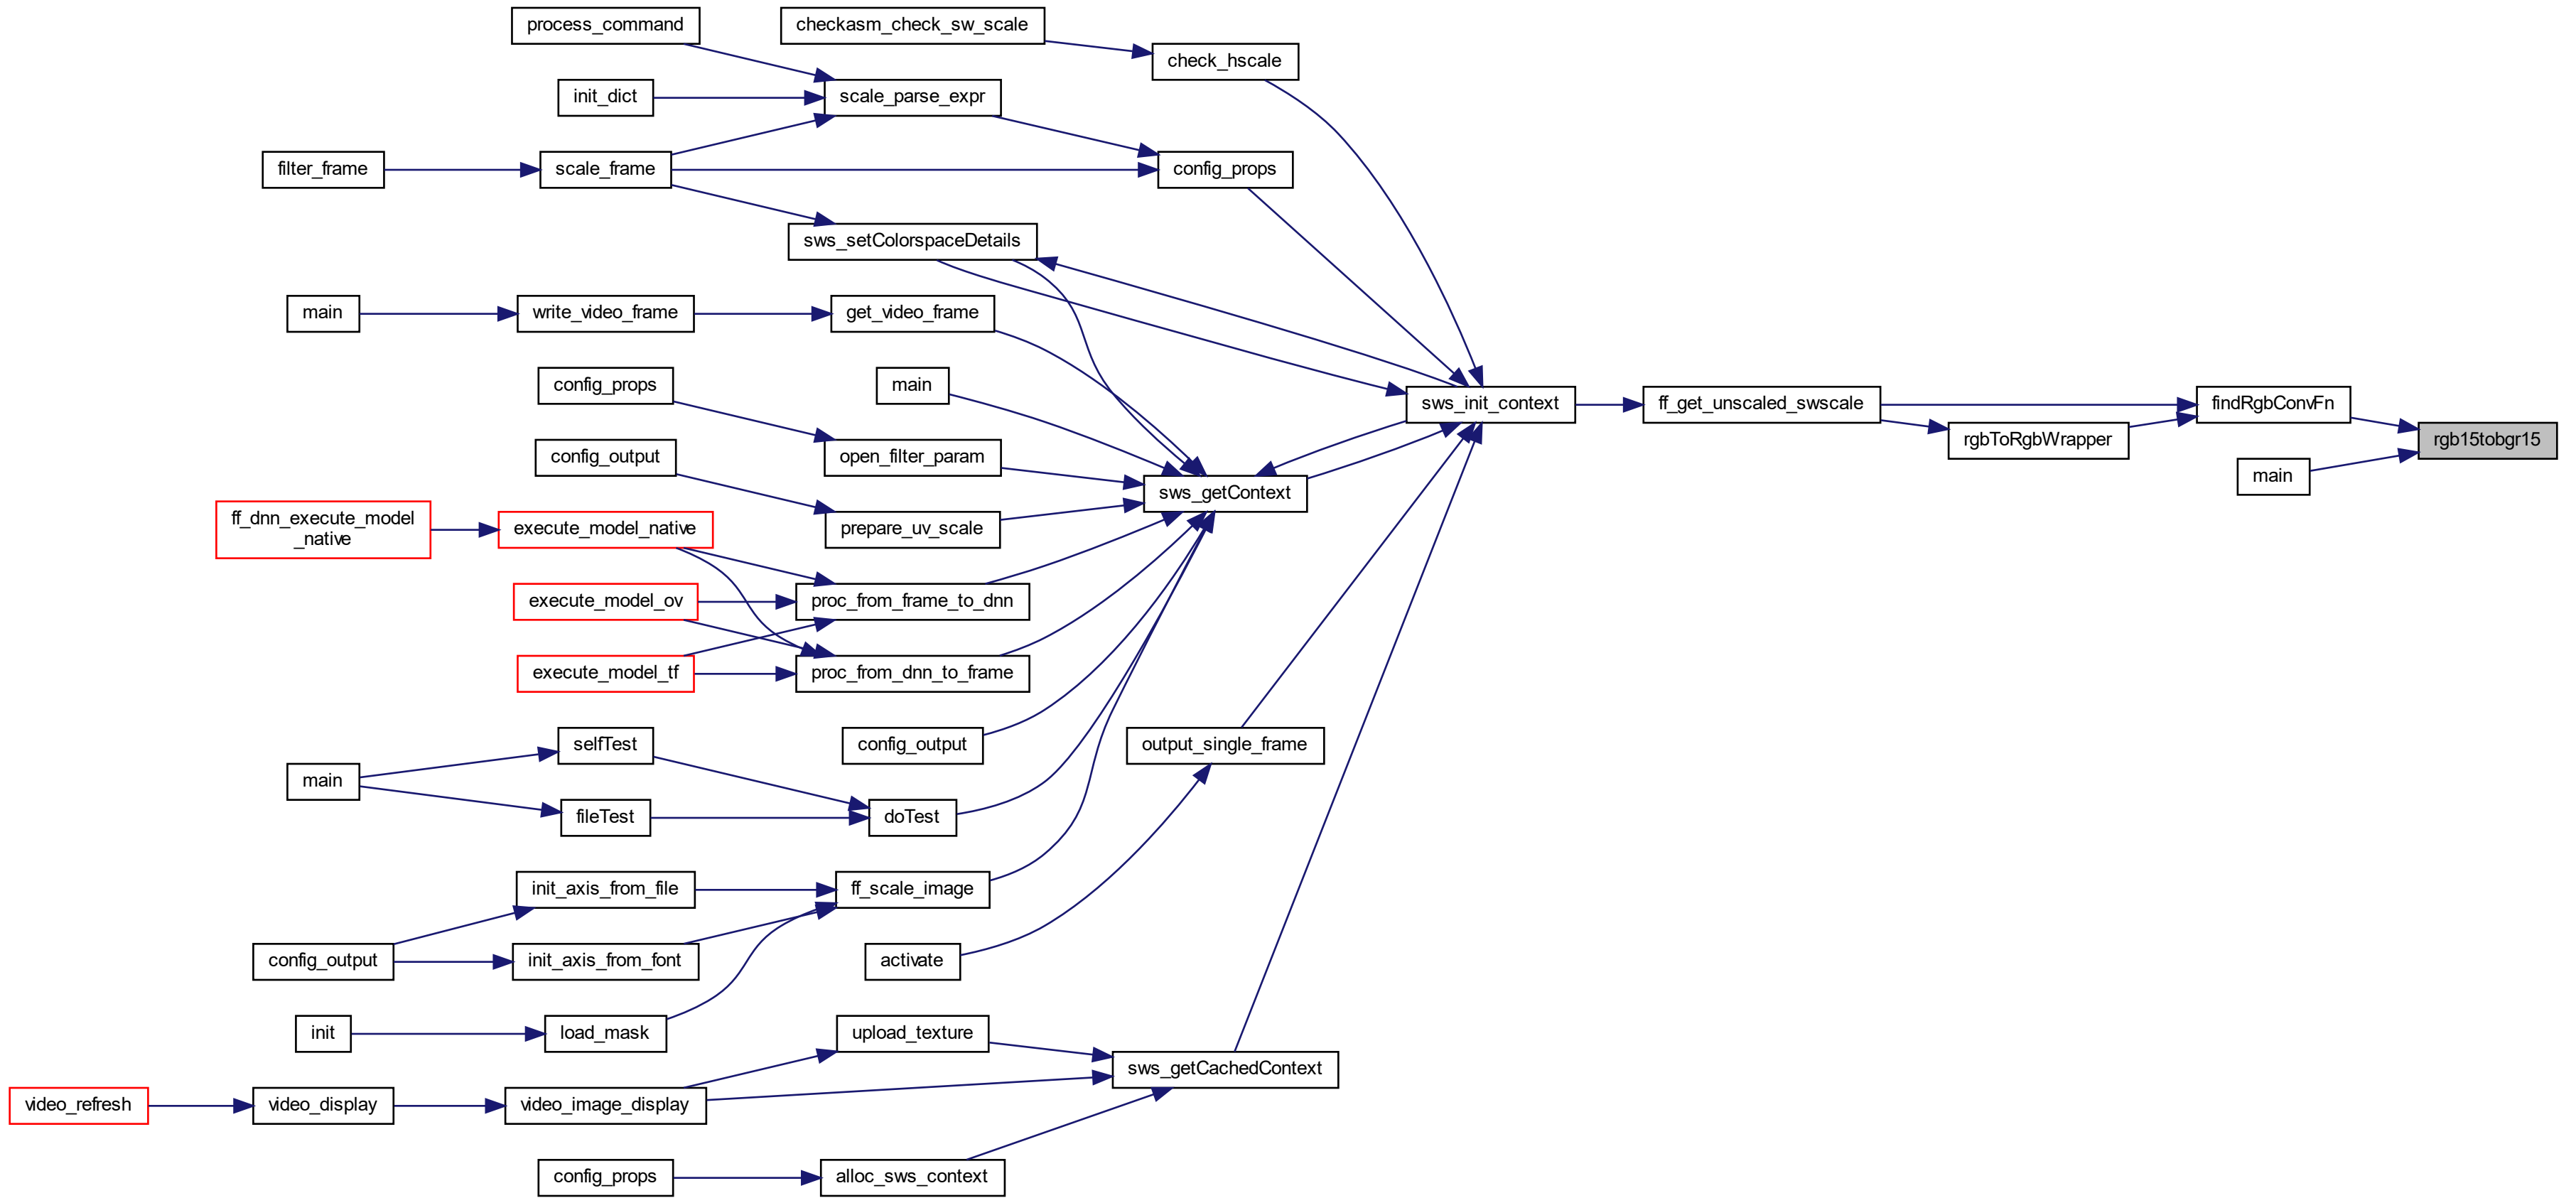 process_command
checkasm_check_sw_scale
check_hscale
init_dict
scale_parse_expr
filter_frame
scale_frame
config_props
sws_setColorspaceDetails
main
write_video_frame
get_video_frame
config_props
main
sws_init_context
ff_get_unscaled_swscale
findRgbConvFn
rgbToRgbWrapper
rgb15tobgr15
main
config_output
open_filter_param
sws_getContext
ff_dnn_execute_model
_native
execute_model_native
prepare_uv_scale
execute_model_ov
proc_from_frame_to_dnn
execute_model_tf
proc_from_dnn_to_frame
selfTest
config_output
output_single_frame
main
fileTest
doTest
init_axis_from_file
ff_scale_image
config_output
init_axis_from_font
activate
init
load_mask
upload_texture
sws_getCachedContext
video_refresh
video_display
video_image_display
config_props
alloc_sws_context